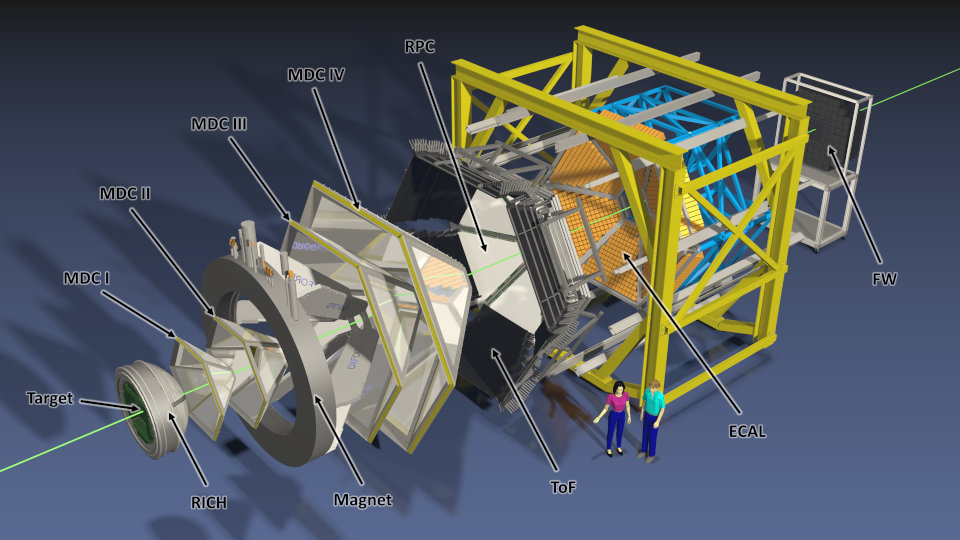 RPC
MDC IV
MDC III
MDC II
MDC I
FW
Target
ECAL
ToF
Magnet
RICH